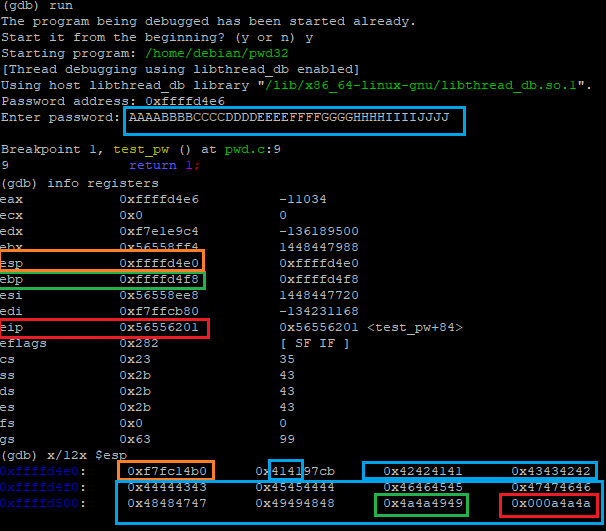 (gdb) run
The program being debugged has been started already.
Start it from the beginning? (y or n) y
Starting program: /home/debian/pwd32
[Thread debugging using libthread_db enabled]
Using host libthread_db library "/lib/x86_64-linux-gnu/libthread_db.so.1".
Password address: 0xffffd4e6
Enter password: AAAABBBBCCCCDDDDEEEEFFFFGGGGHHHHIIIIJJJJ
Breakpoint 1, test_pw () at pwd.c:9
9 return 1;
(gdb) info registers
eax 0xffffd4e6 -11034
ecx 0x0 0
edx 0xf7e1e9c4 -136189500
ebx 0x56558ff4 1448447988
esp 0xffffd4e0 0xffffd4e0
ebp 0xffffd4f8 0xffffd4f8
esi 0x56558ee8 1448447720
edi 0xf7ffcb80 -134231168
eip 0x56556201 0x56556201 <test_pw+84>
eflags 0x282 [ SF IF ]
cs 0x23 35
ss 0x2b 43
ds 0x2b 43
es 0x2b 43
fs 0x0 0
gs 0x63 99
(gdb) x/12x $esp
0xffffd4e0: 0xf7fc14b0 0x414197cb 0x42424141 0x43434242
0xffffd4f0: 0x44444343 0x45454444 0x46464545 0x47474646
0xffffd500: 0x48484747 0x49494848 0x4a4a4949 0x000a4a4a